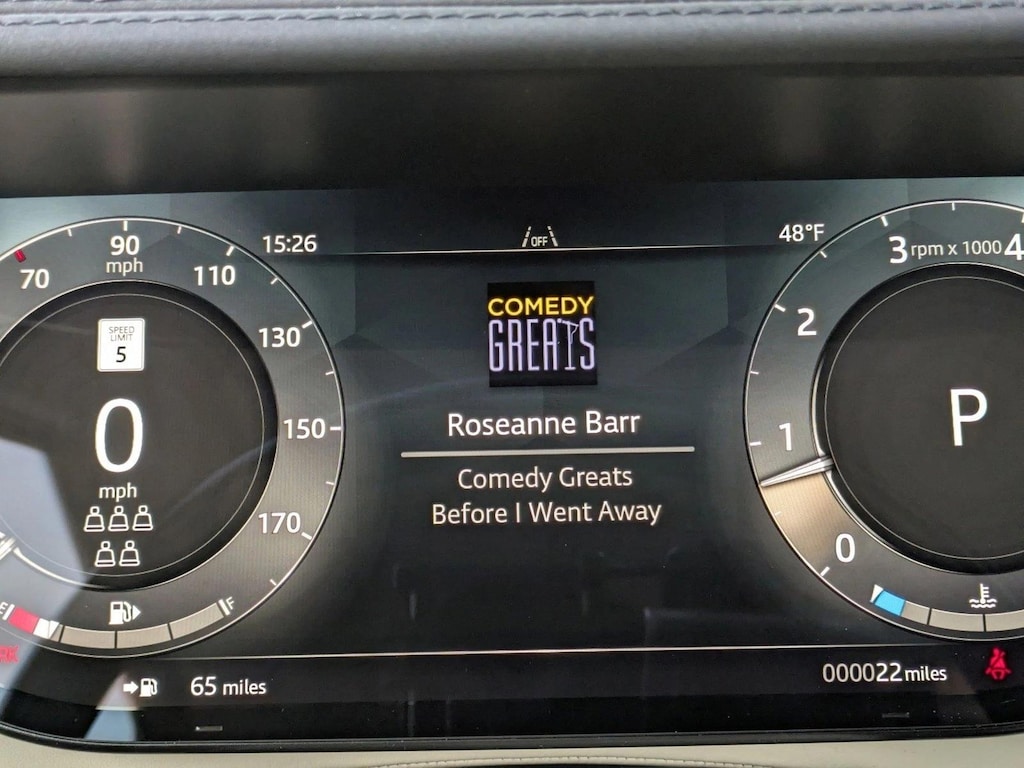 90
mph
70
110
130
150
170
SPEED
LIMIT
5
0
mph
E
F
15:26
OFF
48°F
COMEDY
GREATS
Roseanne Barr
Comedy Greats
Before I Went Away
3 rpm x 1000 4
2
1
0
P
65 miles
000022 miles